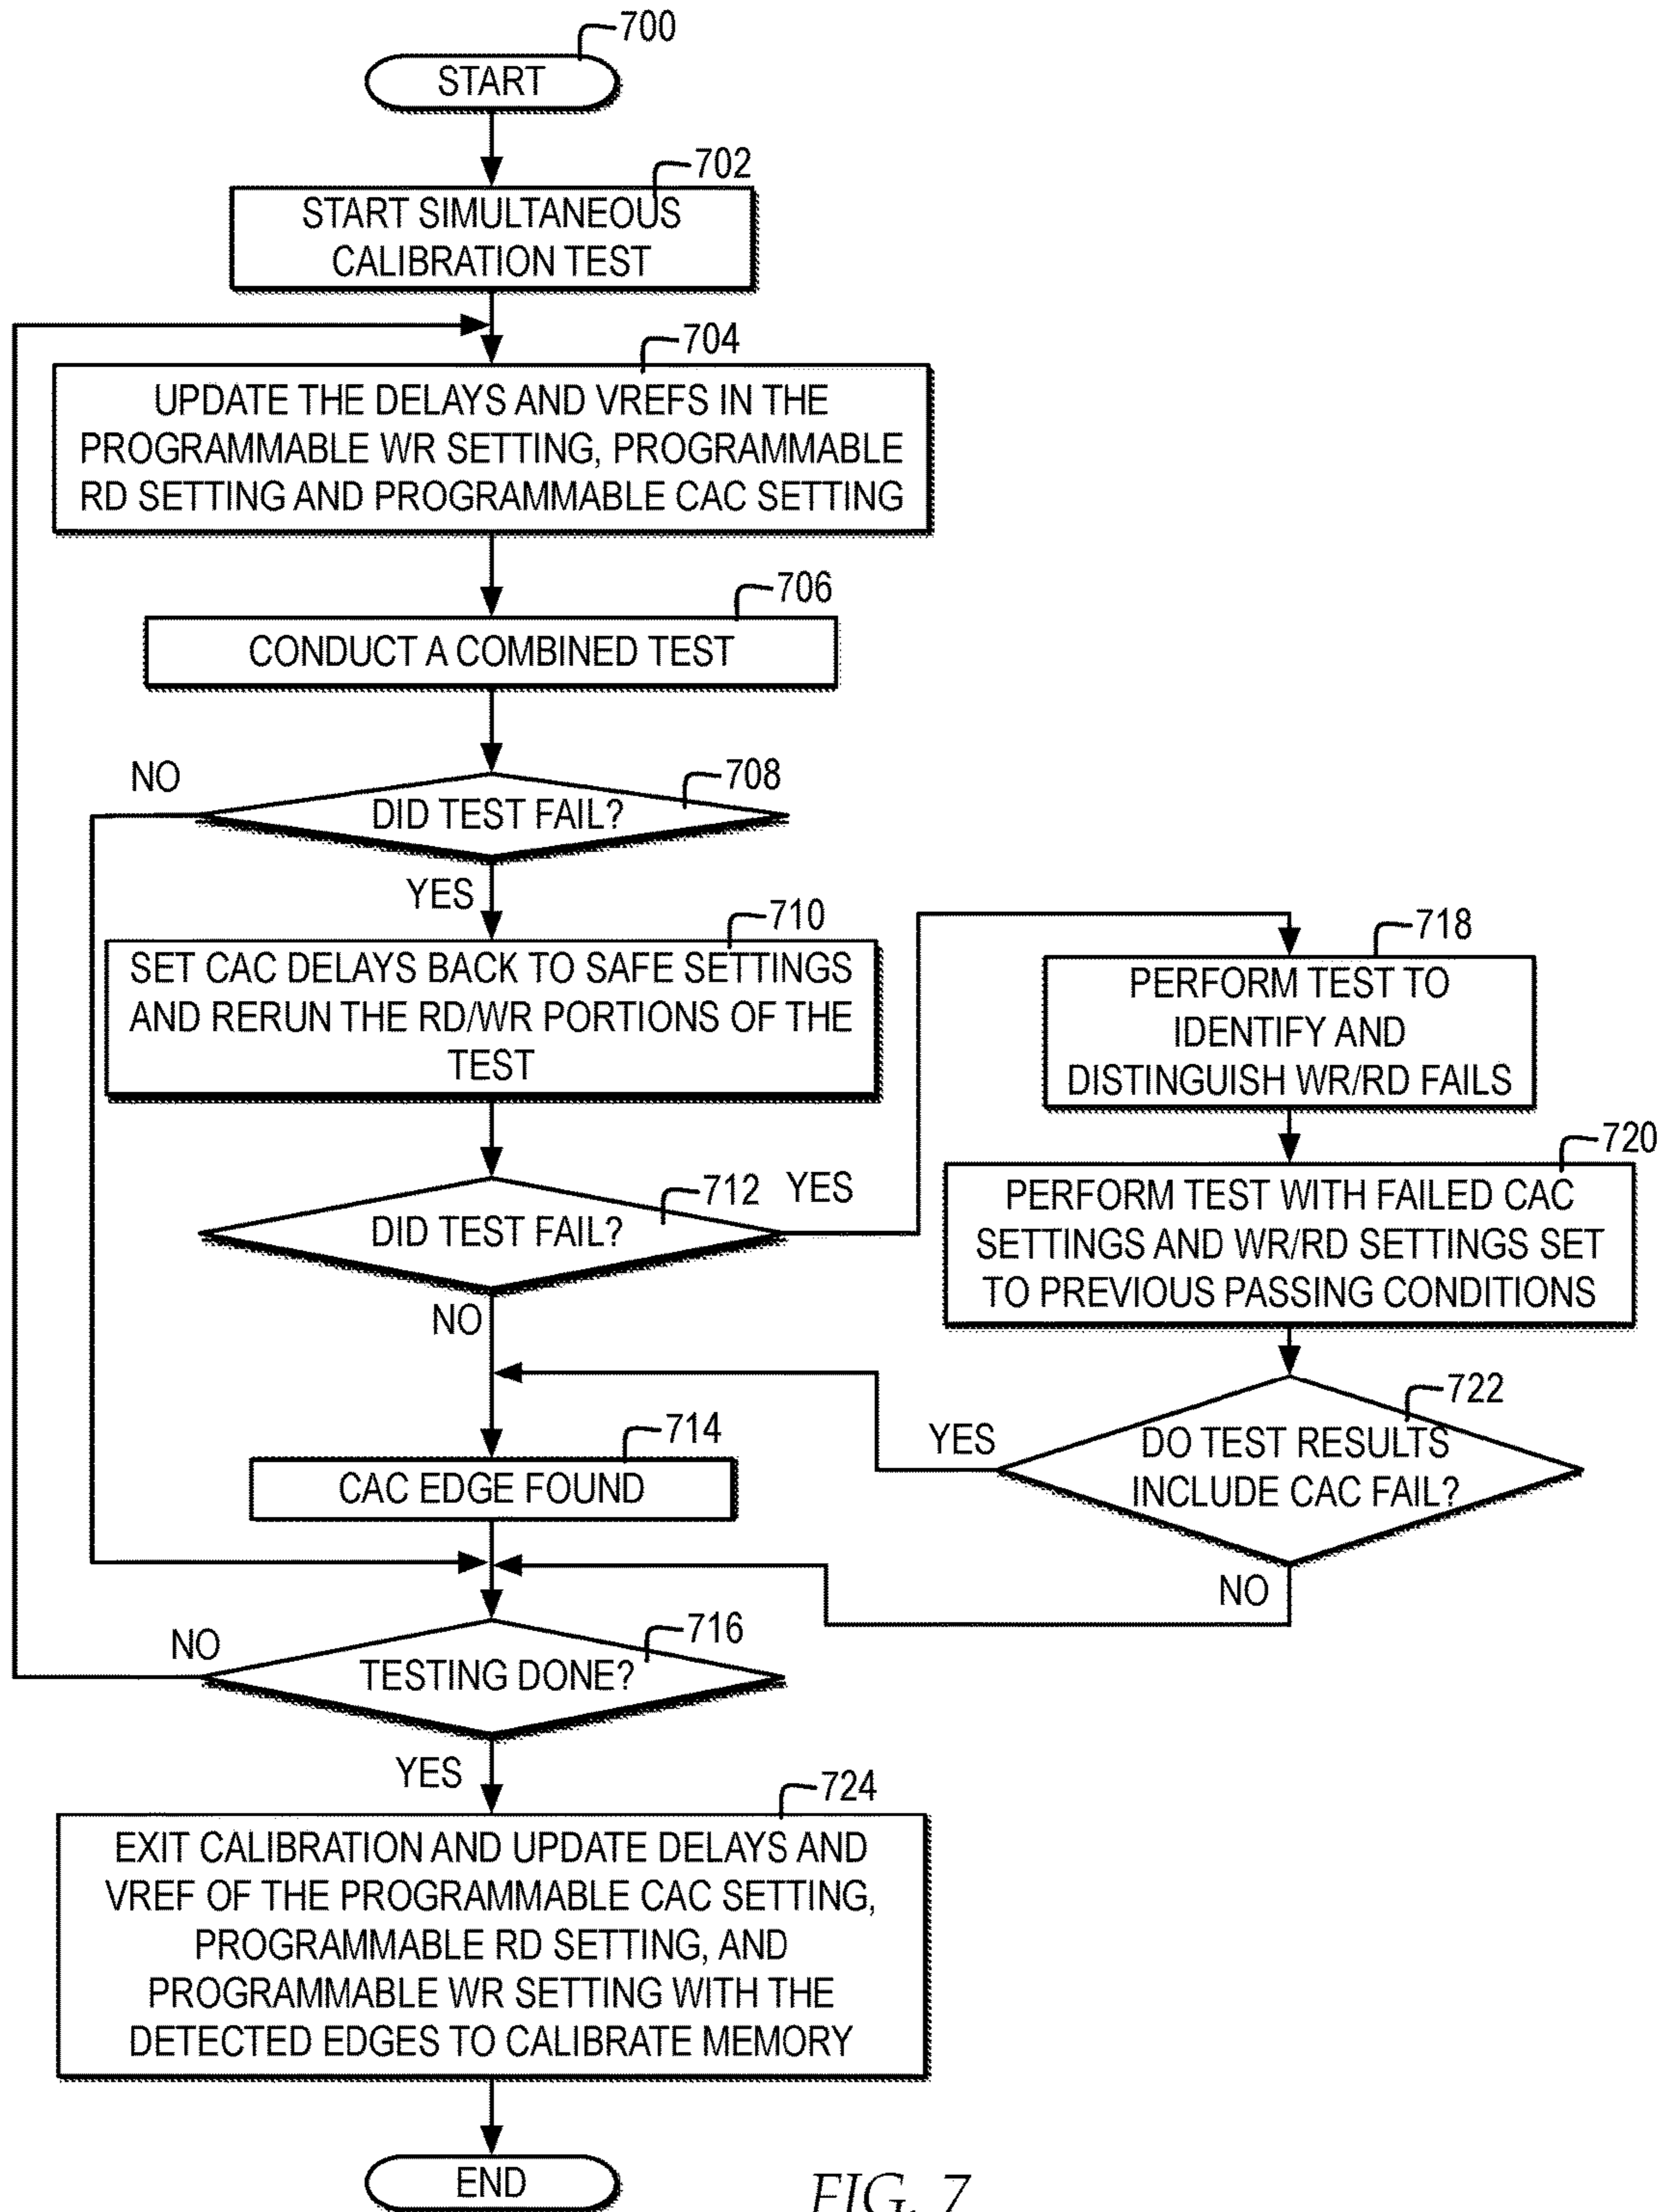 700
START
702
START SIMULTANEOUS
CALIBRATION TEST
704
UPDATE THE DELAYS AND VREFS IN THE
PROGRAMMABLE WR SETTING, PROGRAMMABLE
RD SETTING AND PROGRAMMABLE CAC SETTING
706
CONDUCT A COMBINED TEST
NO
708
DID TEST FAIL?
YES
710
SET CAC DELAYS BACK TO SAFE SETTINGS
AND RERUN THE RD/WR PORTIONS OF THE
TEST
712
YES
DID TEST FAIL?
NO
718
PERFORM TEST TO
IDENTIFY AND
DISTINGUISH WR/RD FAILS
720
PERFORM TEST WITH FAILED CAC
SETTINGS AND WR/RD SETTINGS SET
TO PREVIOUS PASSING CONDITIONS
722
YES
DO TEST RESULTS
INCLUDE CAC FAIL?
NO
714
CAC EDGE FOUND
NO
716
TESTING DONE?
YES
724
EXIT CALIBRATION AND UPDATE DELAYS AND
VREF OF THE PROGRAMMABLE CAC SETTING,
PROGRAMMABLE RD SETTING, AND
PROGRAMMABLE WR SETTING WITH THE
DETECTED EDGES TO CALIBRATE MEMORY
END
FIG. 7